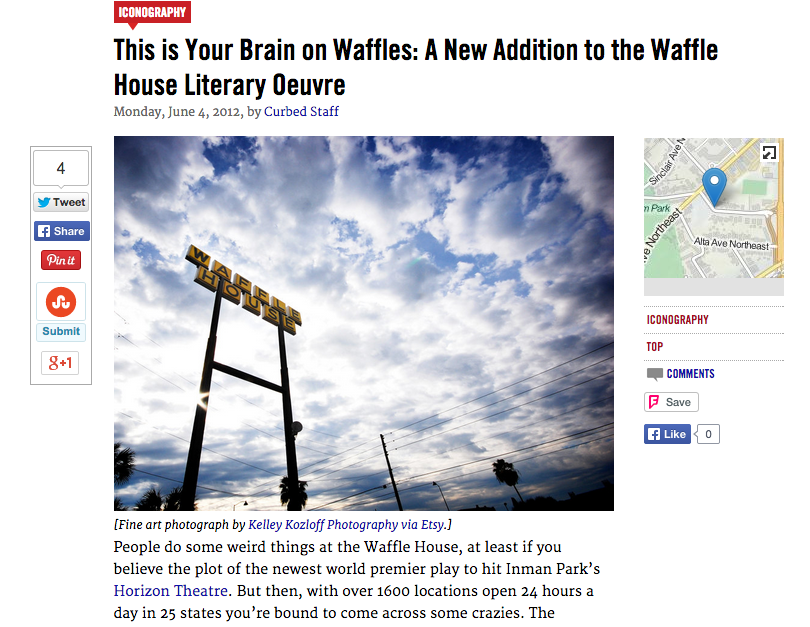 ICONOGRAPHY
This is Your Brain on Waffles: A New Addition to the Waffle
House Literary Oeuvre
Monday, June 4, 2012, by Curbed Staff
4
Tweet
Share
Pin it
Submit
g+1
WAFFLE
HOUSE
Sinclair Ave N
m Park
ve Northeast
Alta Ave Northeast
ICONOGRAPHY
TOP
COMMENTS
Save
Like 0
[Fine art photograph by Kelley Kozloff Photography via Etsy.]
People do some weird things at the Waffle House, at least if you
believe the plot of the newest world premier play to hit Inman Park's
Horizon Theatre. But then, with over 1600 locations open 24 hours a
day in 25 states you're bound to come across some crazies. The